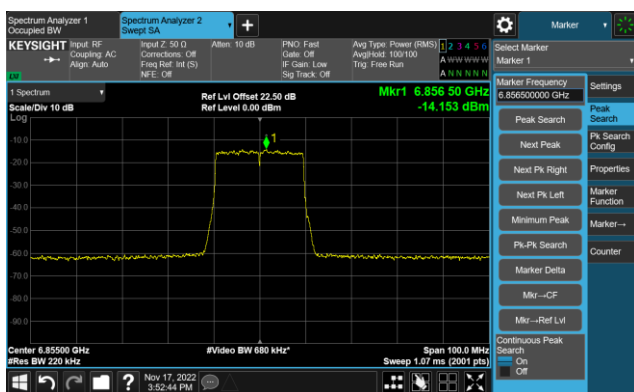 Spectrum Analyzer 1
Occupied BW
Spectrum Analyzer 2
Swept SA
+
Marker
KEYSIGHT
Input: RF
Coupling: AC
Align: Auto
Input Z: 50 Ω
Corrections: Off
Freq Ref: Int (S)
NFE: Off
Atten: 10 dB
PNO: Fast
Gate: Off
IF Gain: Low
Sig Track: Off
Avg Type: Power (RMS)
Avg|Hold: 100/100
Trig: Free Run
1 2 3 4 5 6
A W W W W W
A N N N N N
LXI
Select Marker
Marker 1
1 Spectrum
Scale/Div 10 dB
Log
Ref Lvl Offset 22.50 dB
Ref Level 0.00 dBm
Mkr1 6.856 50 GHz
-14.153 dBm
-10.0
-20.0
-30.0
-40.0
-50.0
-60.0
-70.0
-80.0
-90.0
1
Center 6.85500 GHz
#Res BW 220 kHz
#Video BW 680 kHz*
Span 100.0 MHz
Sweep 1.07 ms (2001 pts)
Marker Frequency
6.856500000 GHz
Peak Search
Next Peak
Next Pk Right
Next Pk Left
Minimum Peak
Pk-Pk Search
Marker Delta
Mkr→CF
Mkr→Ref Lvl
Continuous Peak
Search
On
Off
Settings
Peak
Search
Pk Search
Config
Properties
Marker
Function
Marker→
Counter
?
Nov 17, 2022
3:52:44 PM